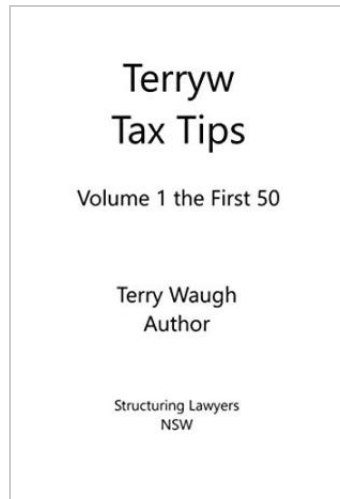 Terryw
Tax Tips
Volume 1 the First 50
Terry Waugh
Author
Structuring Lawyers
NSW